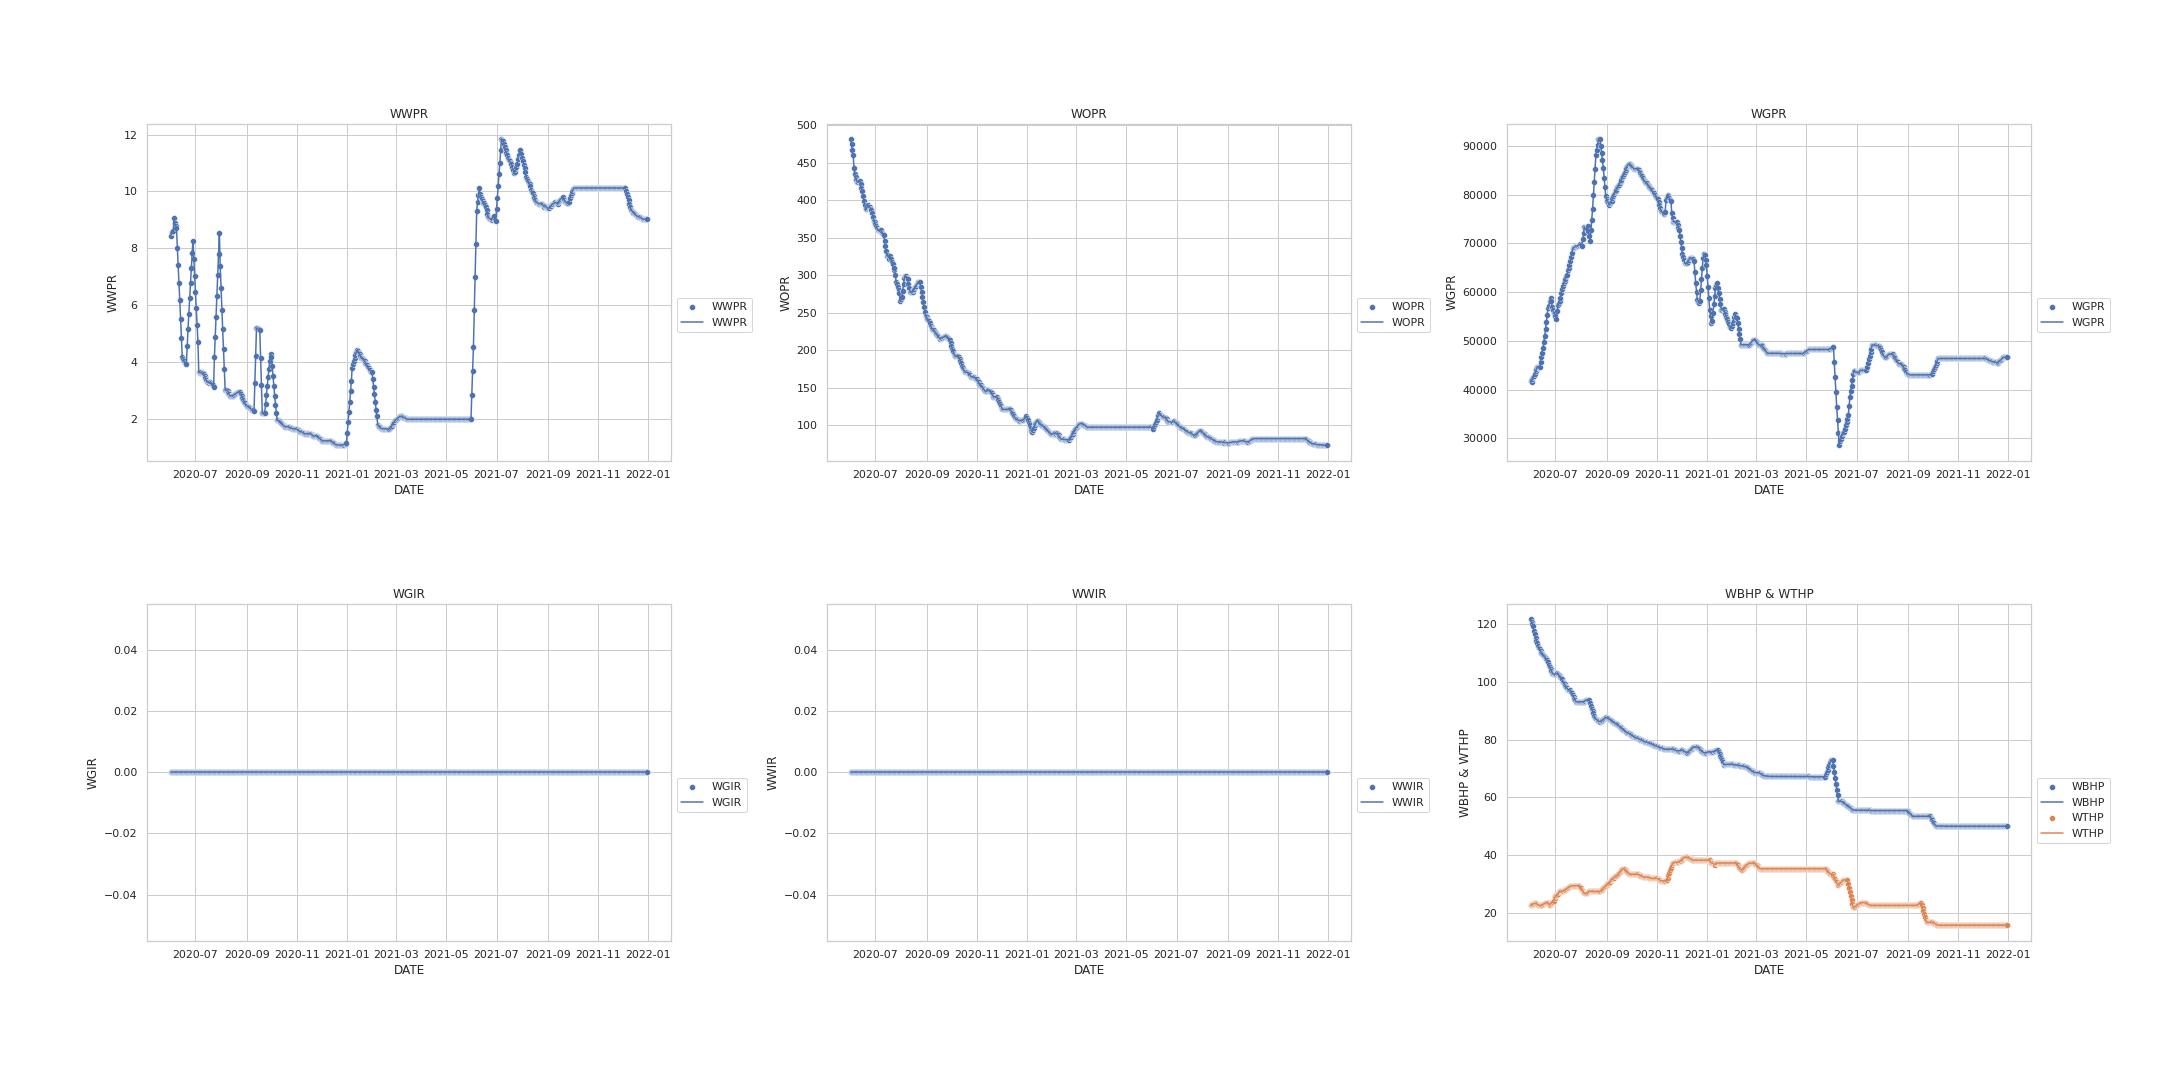 WWPR
WWPR
12
10
8
6
4
2
2020-07 2020-09 2020-11 2021-01 2021-03 2021-05 2021-07 2021-09 2021-11 2022-01
DATE
WWPR
WWPR
WOPR
WOPR
500
450
400
350
300
250
200
150
100
2020-07 2020-09 2020-11 2021-01 2021-03 2021-05 2021-07 2021-09 2021-11 2022-01
DATE
WOPR
WOPR
WGPR
WGPR
90000
80000
70000
60000
50000
40000
30000
2020-07 2020-09 2020-11 2021-01 2021-03 2021-05 2021-07 2021-09 2021-11 2022-01
DATE
WGPR
WGPR
WGIR
WGIR
0.04
0.02
0.00
−0.02
−0.04
2020-07 2020-09 2020-11 2021-01 2021-03 2021-05 2021-07 2021-09 2021-11 2022-01
DATE
WGIR
WGIR
WWIR
WWIR
0.04
0.02
0.00
−0.02
−0.04
2020-07 2020-09 2020-11 2021-01 2021-03 2021-05 2021-07 2021-09 2021-11 2022-01
DATE
WWIR
WWIR
WBHP & WTHP
WBHP & WTHP
120
100
80
60
40
20
2020-07 2020-09 2020-11 2021-01 2021-03 2021-05 2021-07 2021-09 2021-11 2022-01
DATE
WBHP
WBHP
WTHP
WTHP